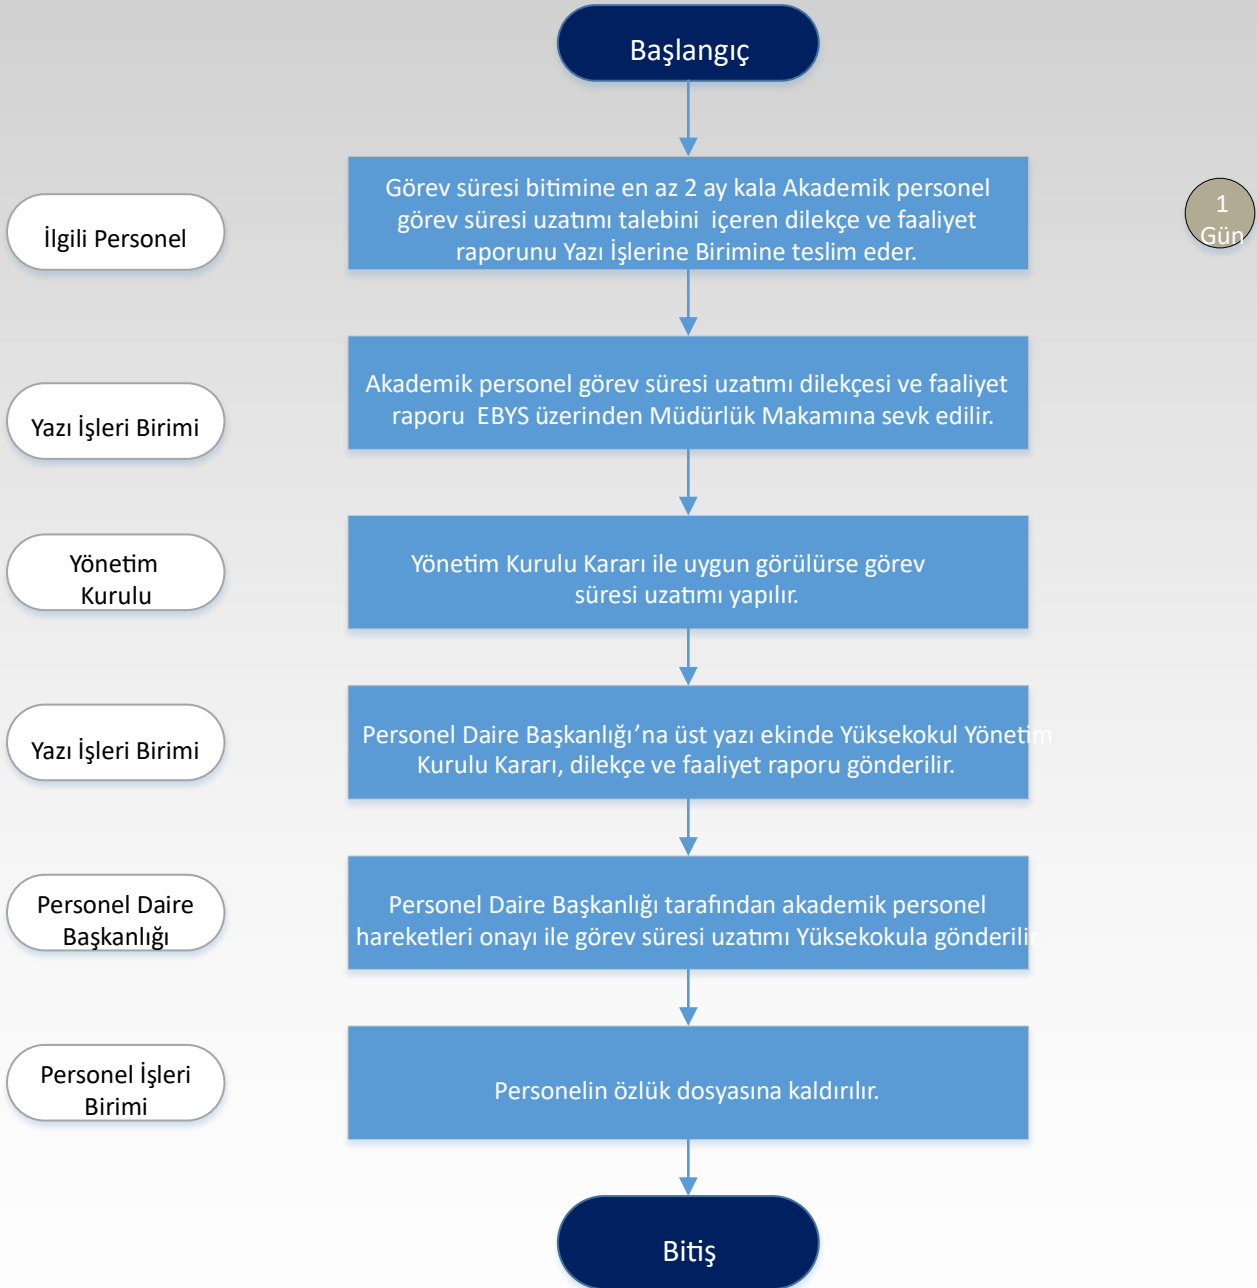 Başlangıç
İlgili Personel
Görev süresi bitimine en az 2 ay kala Akademik personel
görev süresi uzatımı talebini içeren dilekçe ve faaliyet
raporunu Yazı İşlerine Birimine teslim eder.
1
Gün
Yazı İşleri Birimi
Akademik personel görev süresi uzatımı dilekçesi ve faaliyet
raporu EBYS üzerinden Müdürlük Makamına sevk edilir.
Yönetim
Kurulu
Yönetim Kurulu Kararı ile uygun görülürse görev
süresi uzatımı yapılır.
Yazı İşleri Birimi
Personel Daire Başkanlığı’na üst yazı ekinde Yüksekokul Yönetim
Kurulu Kararı, dilekçe ve faaliyet raporu gönderilir.
Personel Daire
Başkanlığı
Personel Daire Başkanlığı tarafından akademik personel
hareketleri onayı ile görev süresi uzatımı Yüksekokula gönderilir.
Personel İşleri
Birimi
Personelin özlük dosyasına kaldırılır.
Bitiş